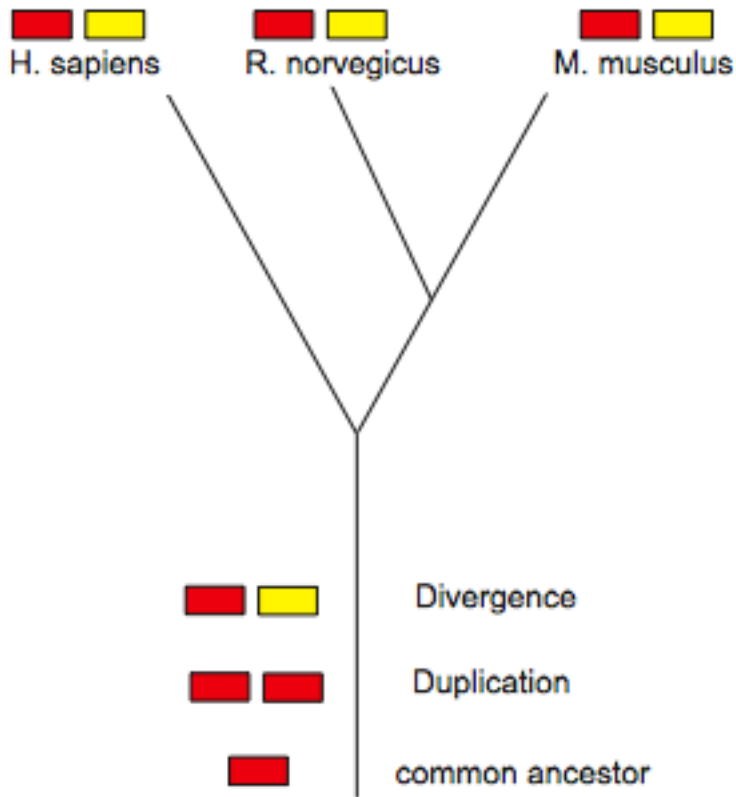 H. sapiens
R. norvegicus
M. musculus
Divergence
Duplication
common ancestor